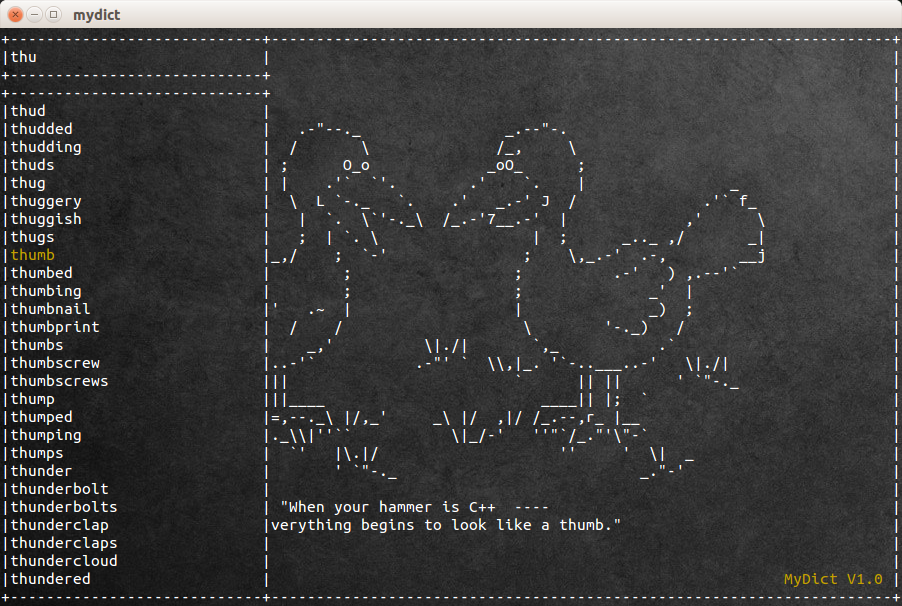 mydict
thu
thud
thudded
thudding
thuds
thug
thuggery
thuggish
thugs
thumb
thumbed
thumbing
thumbnail
thumbprint
thumbs
thumbscrew
thumbscrews
thump
thumped
thumping
thumps
thunder
thunderbolt
thunderbolts
thunderclap
thunderclaps
thundercloud
thundered
"When your hammer is C++  ----
verything begins to look like a thumb."
MyDict V1.0